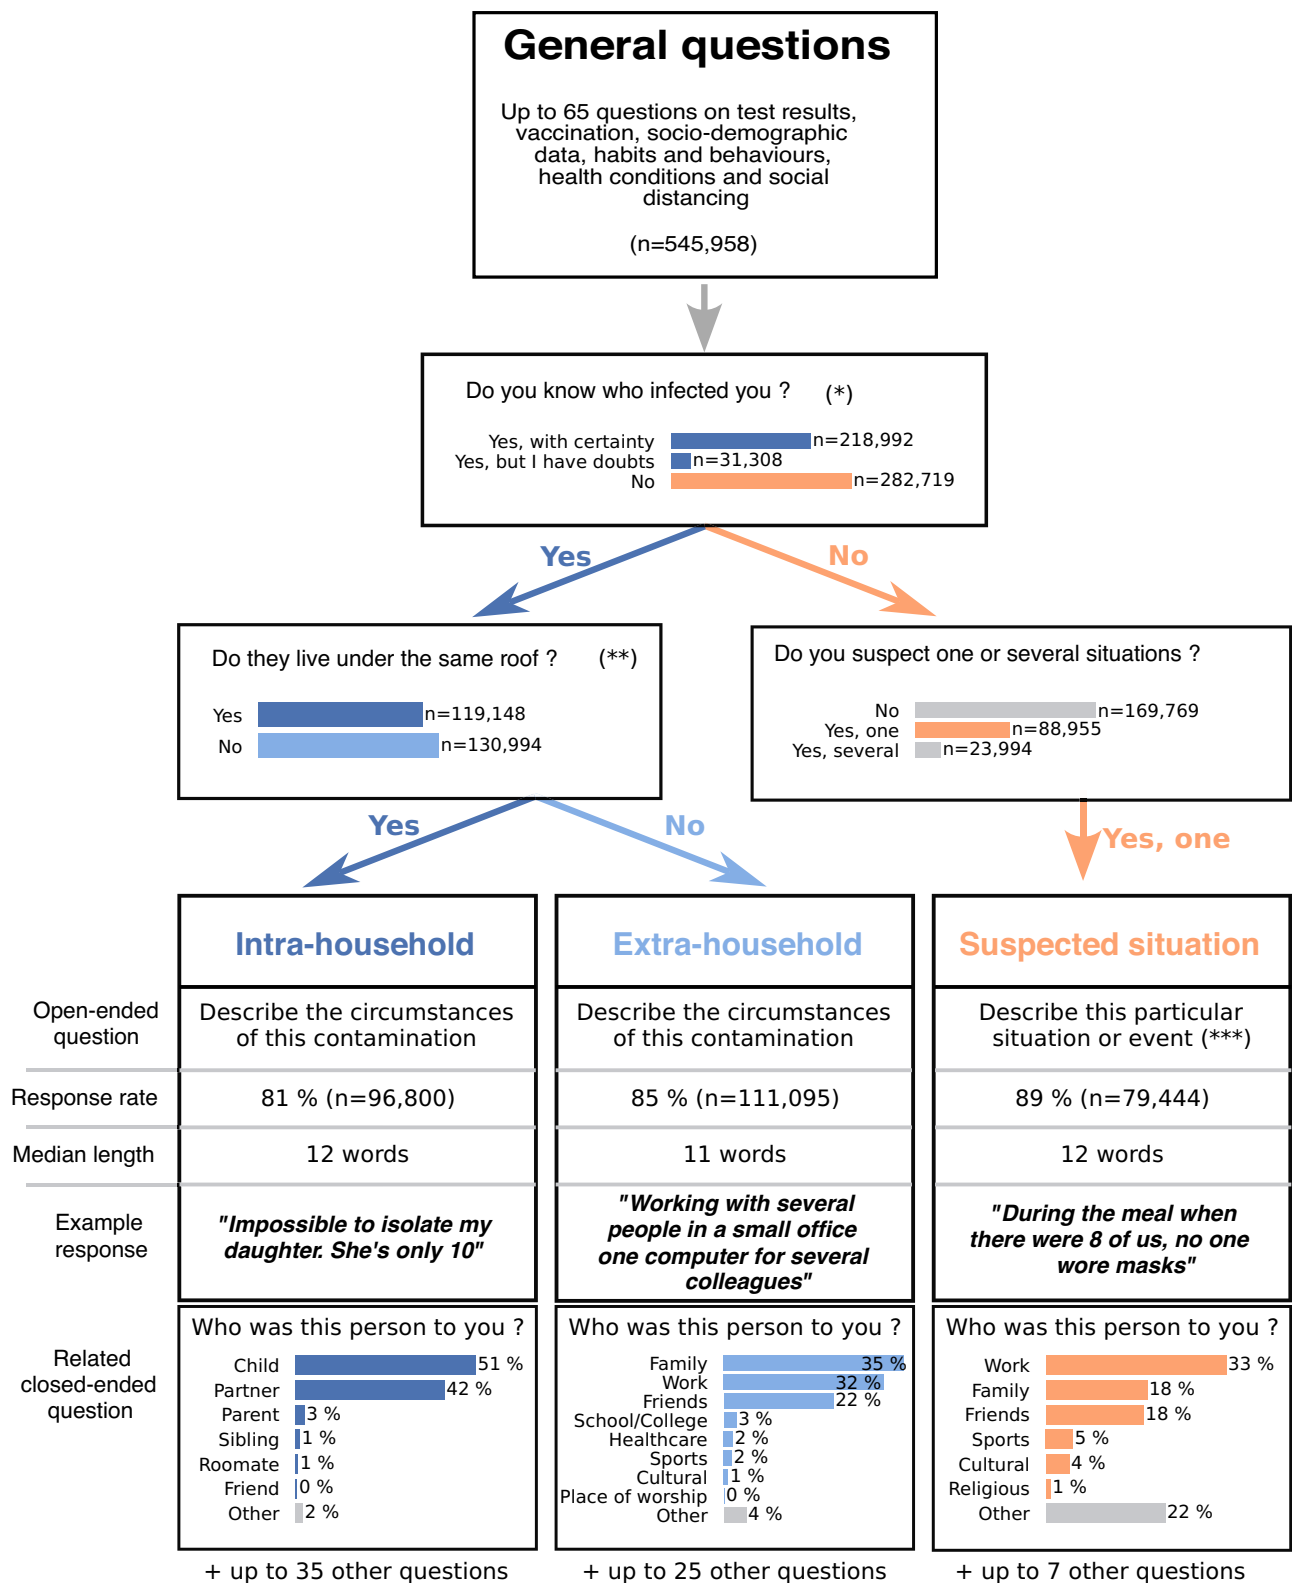 General questions
Up to 65 questions on test results,
vaccination, socio-demographic
data, habits and behaviours,
health conditions and social
distancing
(n=545,958)
Do you know who infected you ? (*)
Yes, with certainty n=218,992
Yes, but I have doubts n=31,308
No n=282,719
Yes
No
Do they live under the same roof ? (**)
Yes n=119,148
No n=130,994
Do you suspect one or several situations ?
No n=169,769
Yes, one n=88,955
Yes, several n=23,994
Yes
No
Yes, one
Intra-household
Extra-household
Suspected situation
Open-ended
question
Describe the circumstances
of this contamination
Describe the circumstances
of this contamination
Describe this particular
situation or event (***)
Response rate
81 % (n=96,800)
85 % (n=111,095)
89 % (n=79,444)
Median length
12 words
11 words
12 words
Example
response
"Impossible to isolate my
daughter. She's only 10"
"Working with several
people in a small office
one computer for several
colleagues"
"During the meal when
there were 8 of us, no one
wore masks"
Related
closed-ended
question
Who was this person to you ?
Child 51 %
Partner 42 %
Parent 3 %
Sibling 1 %
Roomate 1 %
Friend 0 %
Other 2 %
Who was this person to you ?
Family 35 %
Work 32 %
Friends 22 %
School/College 3 %
Healthcare 2 %
Sports 2 %
Cultural 1 %
Place of worship 0 %
Other 4 %
Who was this person to you ?
Work 33 %
Family 18 %
Friends 18 %
Sports 5 %
Cultural 4 %
Religious 1 %
Other 22 %
+ up to 35 other questions
+ up to 25 other questions
+ up to 7 other questions